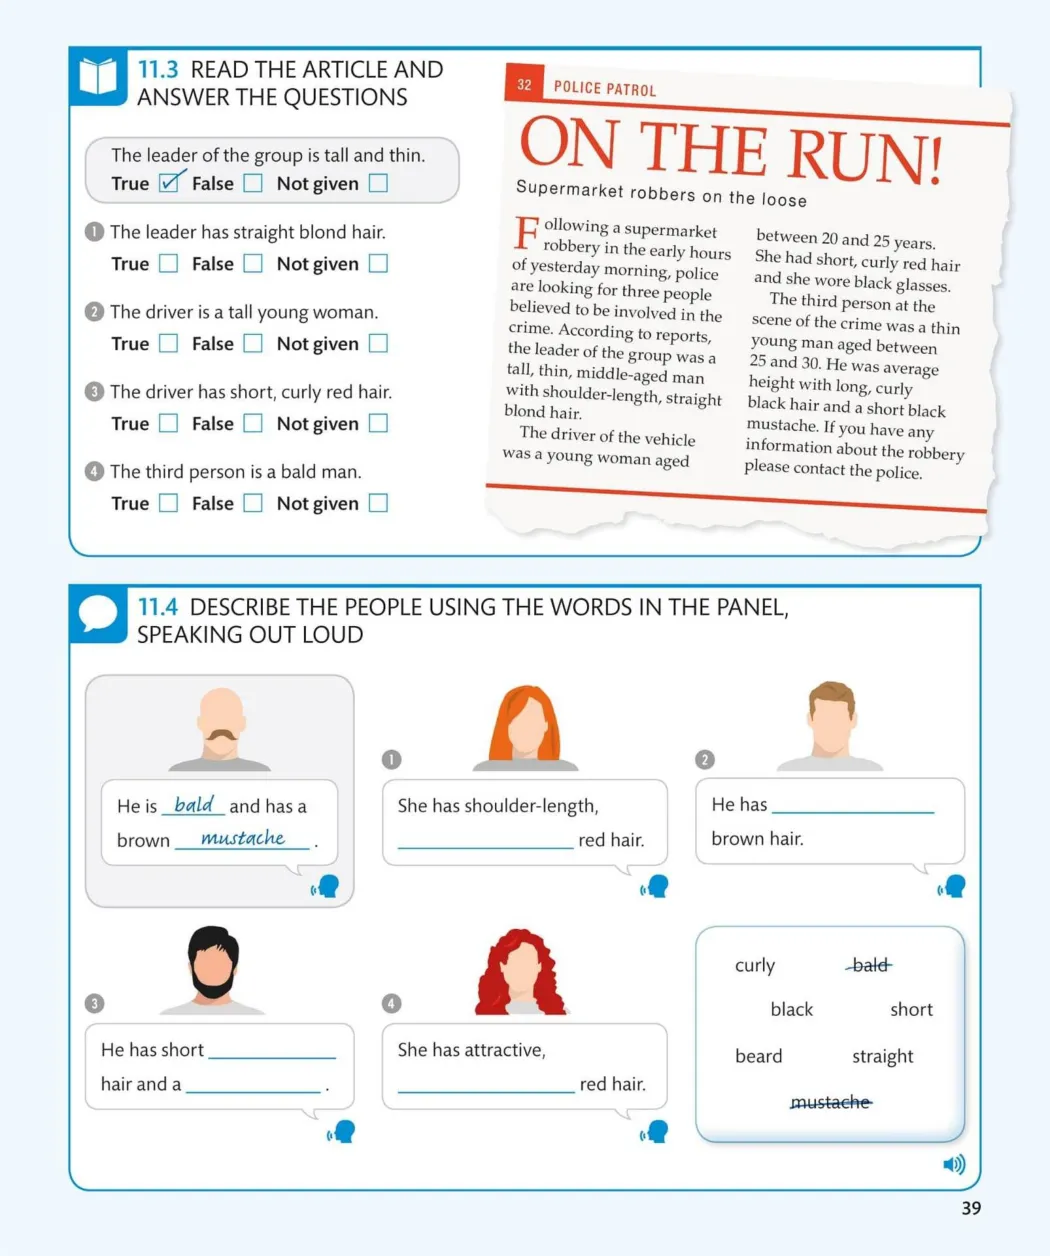 11.3 READ THE ARTICLE AND
ANSWER THE QUESTIONS
The leader of the group is tall and thin.
True False Not given
1 The leader has straight blond hair.
True False Not given
2 The driver is a tall young woman.
True False Not given
3 The driver has short, curly red hair.
True False Not given
4 The third person is a bald man.
True False Not given
32 POLICE PATROL
ON THE RUN!
Supermarket robbers on the loose
Following a supermarket
robbery in the early hours
of yesterday morning, police
are looking for three people
believed to be involved in the
crime. According to reports,
the leader of the group was a
tall, thin, middle-aged man
with shoulder-length, straight
blond hair.
The driver of the vehicle
was a young woman aged
between 20 and 25 years.
She had short, curly red hair
and she wore black glasses.
The third person at the
scene of the crime was a thin
young man aged between
25 and 30. He was average
height with long, curly
black hair and a short black
mustache. If you have any
information about the robbery
please contact the police.
11.4 DESCRIBE THE PEOPLE USING THE WORDS IN THE PANEL,
SPEAKING OUT LOUD
He is bald and has a
brown mustache .
1
She has shoulder-length,
red hair.
2
He has
brown hair.
3
He has short
hair and a .
4
She has attractive,
red hair.
curly bald
black short
beard straight
mustache
39